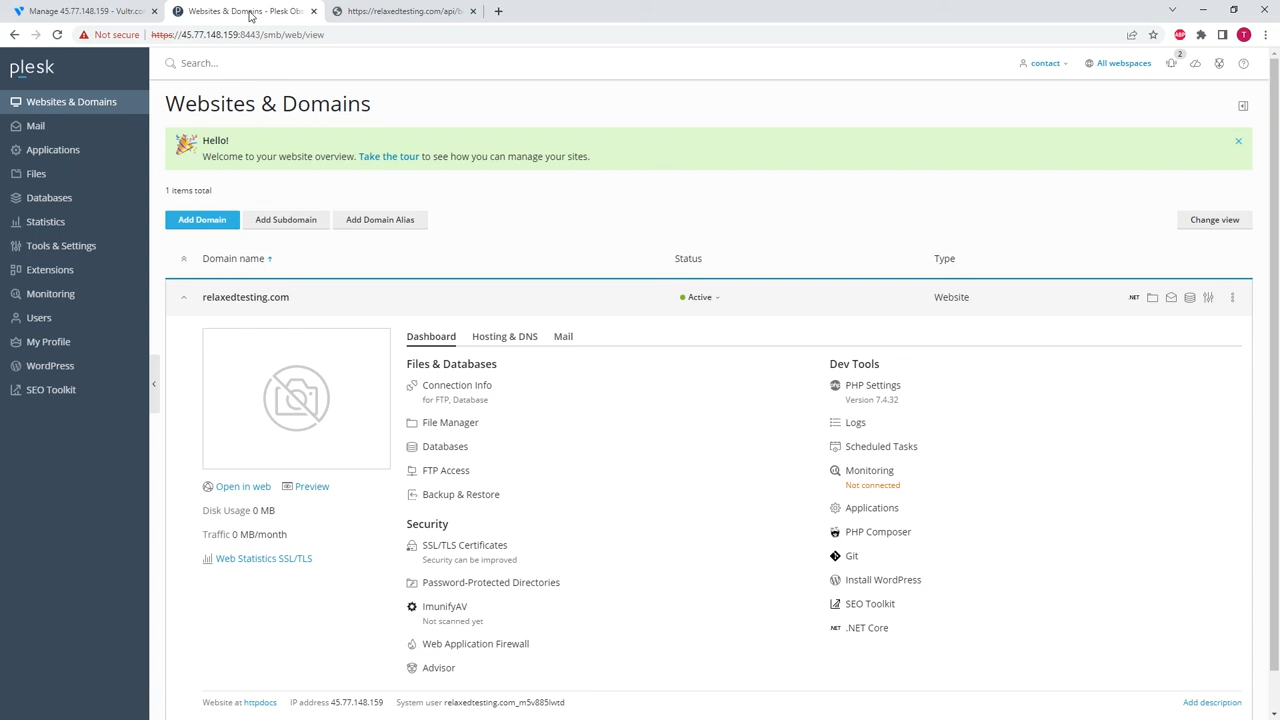 Manage 45.77.148.159 - Vultr.co
Websites & Domains - Plesk Obs
https://relaxedtesting.com/api/b
Not secure
https://45.77.148.159:8443/smb/web/view
ABP
T
plesk
Search...
contact
All webspaces
2
Websites & Domains
Mail
Applications
Files
Databases
Statistics
Tools & Settings
Extensions
Monitoring
Users
My Profile
WordPress
SEO Toolkit
Websites & Domains
Hello!
Welcome to your website overview. Take the tour to see how you can manage your sites.
1 items total
Add Domain
Add Subdomain
Add Domain Alias
Change view
Domain name
Status
Type
relaxedtesting.com
Active
Website
.NET
Dashboard
Hosting & DNS
Mail
Open in web
Preview
Disk Usage 0 MB
Traffic 0 MB/month
Web Statistics SSL/TLS
Files & Databases
Connection Info
for FTP, Database
File Manager
Databases
FTP Access
Backup & Restore
Security
SSL/TLS Certificates
Security can be improved
Password-Protected Directories
ImunifyAV
Not scanned yet
Web Application Firewall
Advisor
Dev Tools
PHP Settings
Version 7.4.32
Logs
Scheduled Tasks
Monitoring
Not connected
Applications
PHP Composer
Git
Install WordPress
SEO Toolkit
.NET .NET Core
Website at httpdocs
IP address 45.77.148.159
System user relaxedtesting.com_m5v885lwtd
Add description